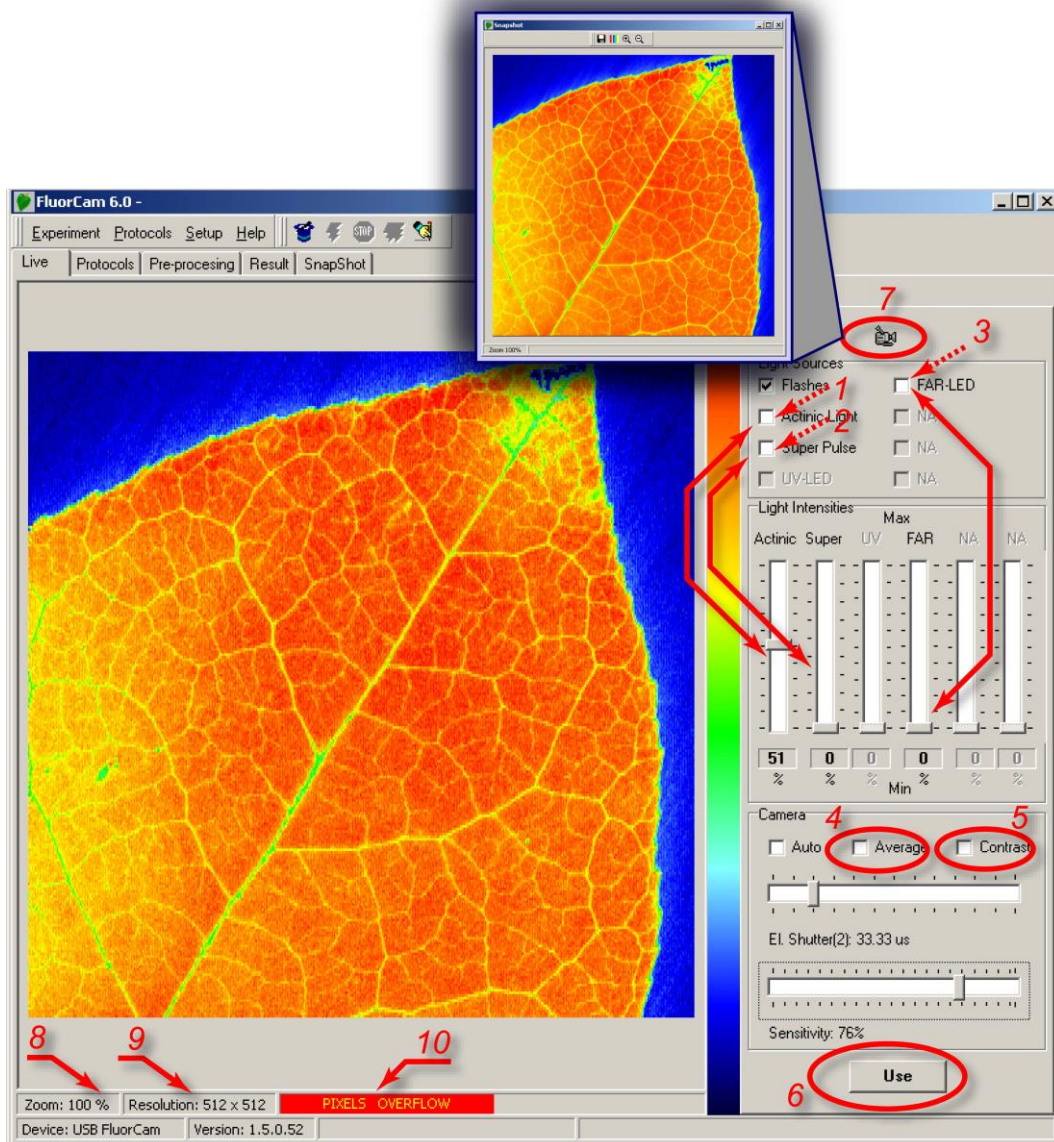 Snapshot
Zoom 100%
FluorCam 6.0 -
Experiment Protocols Setup Help STOP
Live Protocols Pre-procesing Result SnapShot
7
3
Light Sources
Flashes FAR-LED
1
Actinic Light NA
2
Super Pulse NA
UV-LED NA
Light Intensities
Max
Actinic Super UV FAR NA NA
51 0 0 0 0 0
% % % % % %
Min
Camera
4 5
Auto Average Contrast
El. Shutter(2): 33.33 us
Sensitivity: 76%
6
Use
8 9 10
Zoom: 100 % Resolution: 512 x 512 PIXELS OVERFLOW
Device: USB FluorCam Version: 1.5.0.52